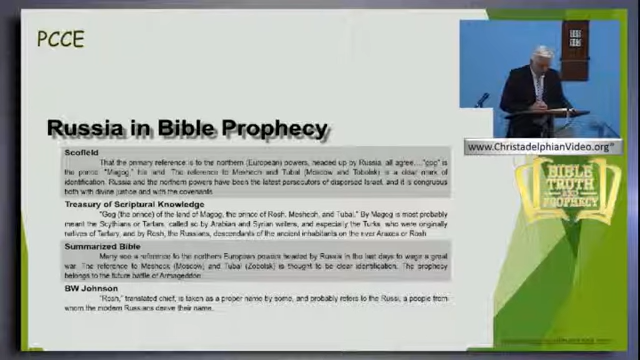 PCCE
Russia in Bible Prophecy
Scofield
That the primary reference is to the northern (European) powers, headed up by Russia, all agree.... "gog" is
the prince, "Magog," his land. The reference to Meshech and Tubal (Moscow and Tobolsk) is a clear mark of
identification. Russia and the northern powers have been the latest persecutors of dispersed Israel, and it is congruous
both with divine justice and with the covenants
Treasury of Scriptural Knowledge
"Gog (the prince) of the land of Magog, the prince of Rosh, Meshech, and Tubal." By Magog is most probably
meant the Scythians or Tartars, called so by Arabian and Syrian writers, and especially the Turks, who were originally
natives of Tartary, and by Rosh, the Russians, descendants of the ancient inhabitants on the river Araxes or Rosh
Summarized Bible
Many see a reference to the northern European powers headed by Russia in the last days to wage a great
war. The reference to Meshech (Moscow) and Tubal (Zobolsk) is thought to be clear identification. The prophecy
belongs to the future battle of Armageddon
BW Johnson
"Rosh," translated chief, is taken as a proper name by some, and probably refers to the Russi, a people from
whom the modern Russians derive their name.
www.ChristadelphianVideo.org
BIBLE
TRUTH
AND
PROPHECY